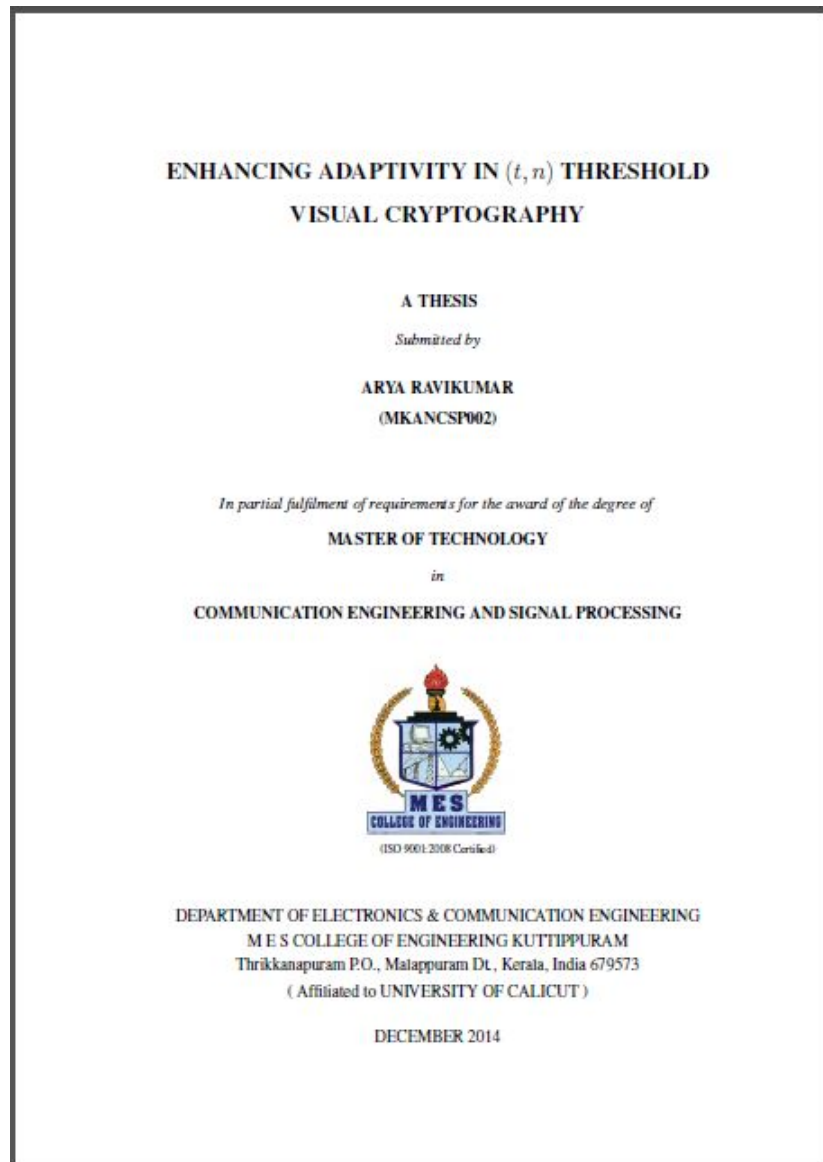 ENHANCING ADAPTIVITY IN (t, n) THRESHOLD
VISUAL CRYPTOGRAPHY
A THESIS
Submitted by
ARYA RAVIKUMAR
(MKANCSP002)
In partial fulfilment of requirements for the award of the degree of
MASTER OF TECHNOLOGY
in
COMMUNICATION ENGINEERING AND SIGNAL PROCESSING
M E S
COLLEGE OF ENGINEERING
(ISO 9001:2008 Certified)
DEPARTMENT OF ELECTRONICS & COMMUNICATION ENGINEERING
M E S COLLEGE OF ENGINEERING KUTTIPPURAM
Thrikkanapuram P.O., Malappuram Dt., Kerala, India 679573
( Affiliated to UNIVERSITY OF CALICUT )
DECEMBER 2014